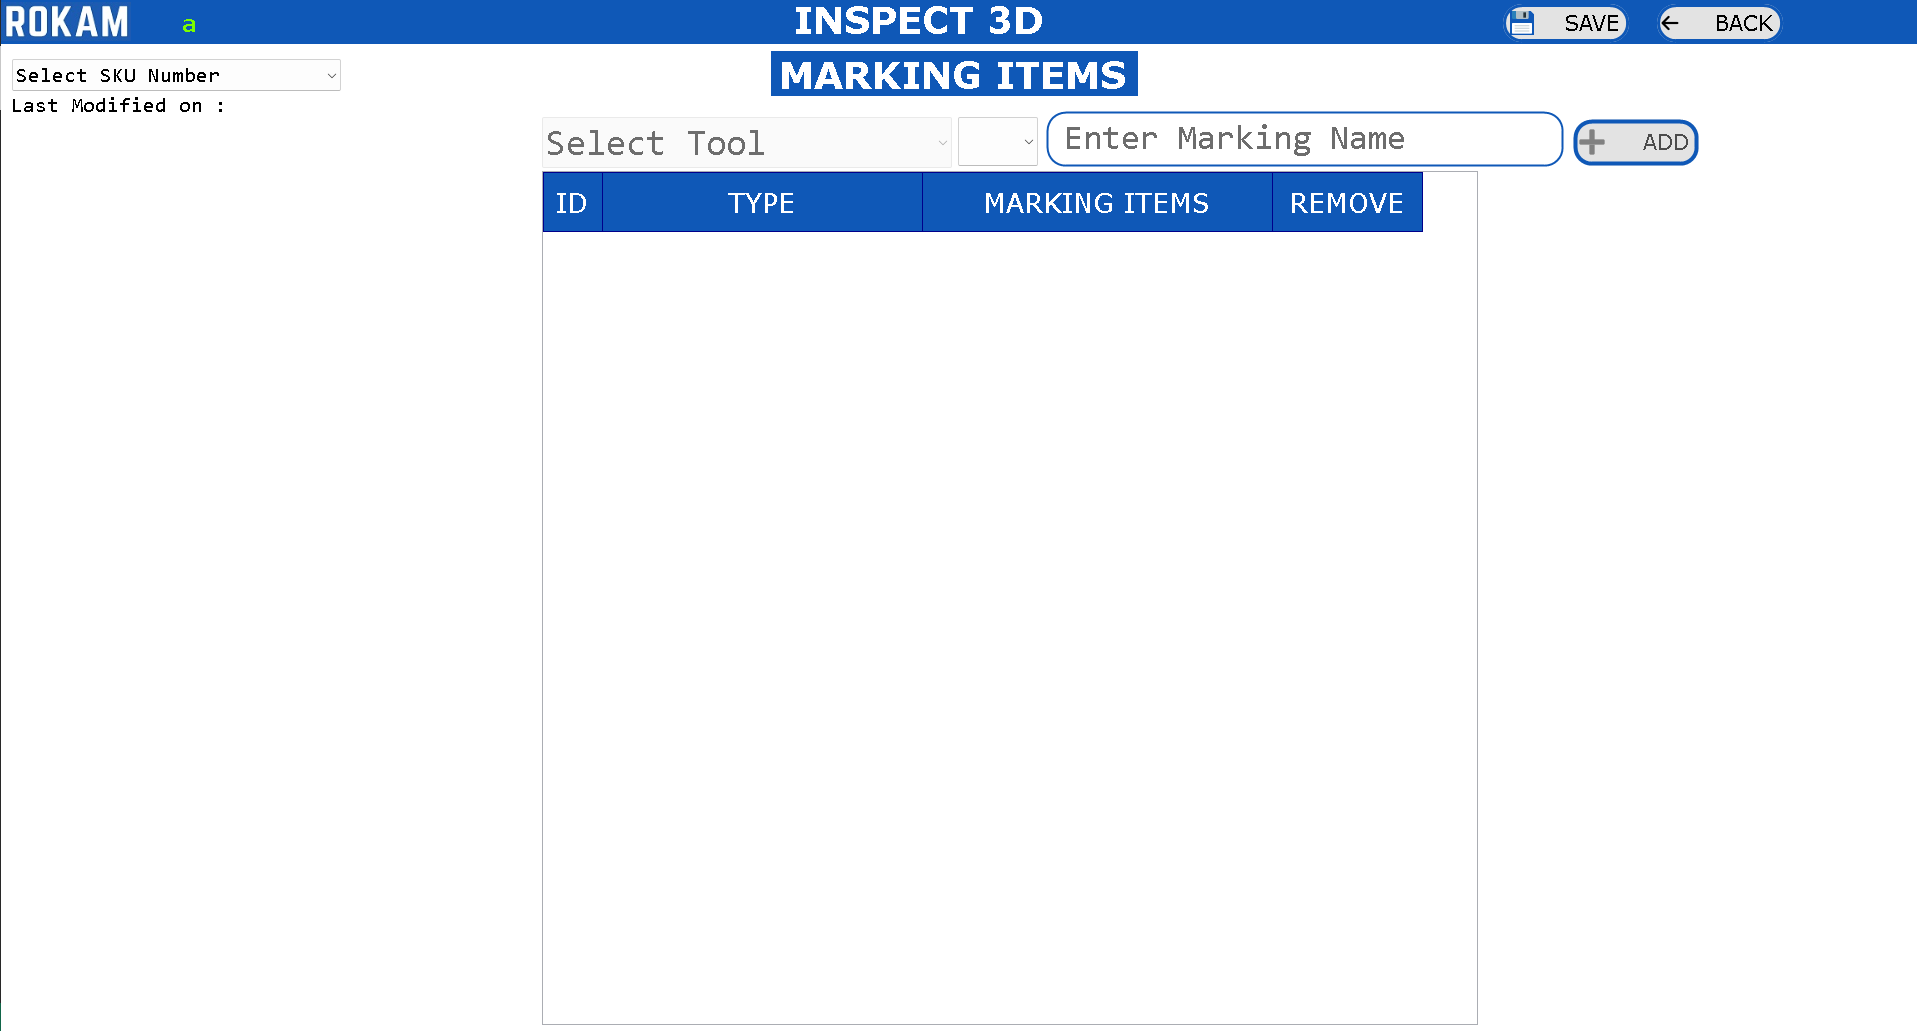 ROKAM
a
INSPECT 3D
SAVE
BACK
MARKING ITEMS
Select SKU Number
Last Modified on :
Select Tool
Enter Marking Name
ADD
ID
TYPE
MARKING ITEMS
REMOVE